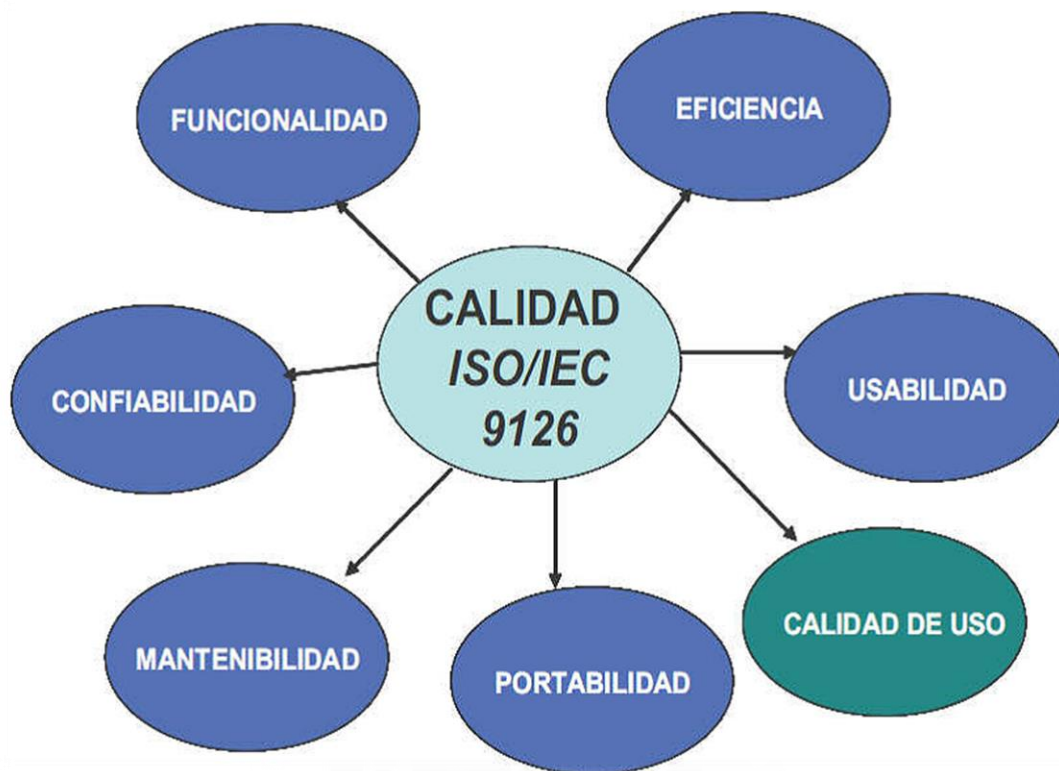 FUNCIONALIDAD
EFICIENCIA
CALIDAD
ISO/IEC
9126
CONFIABILIDAD
USABILIDAD
MANTENIBILIDAD
PORTABILIDAD
CALIDAD DE USO